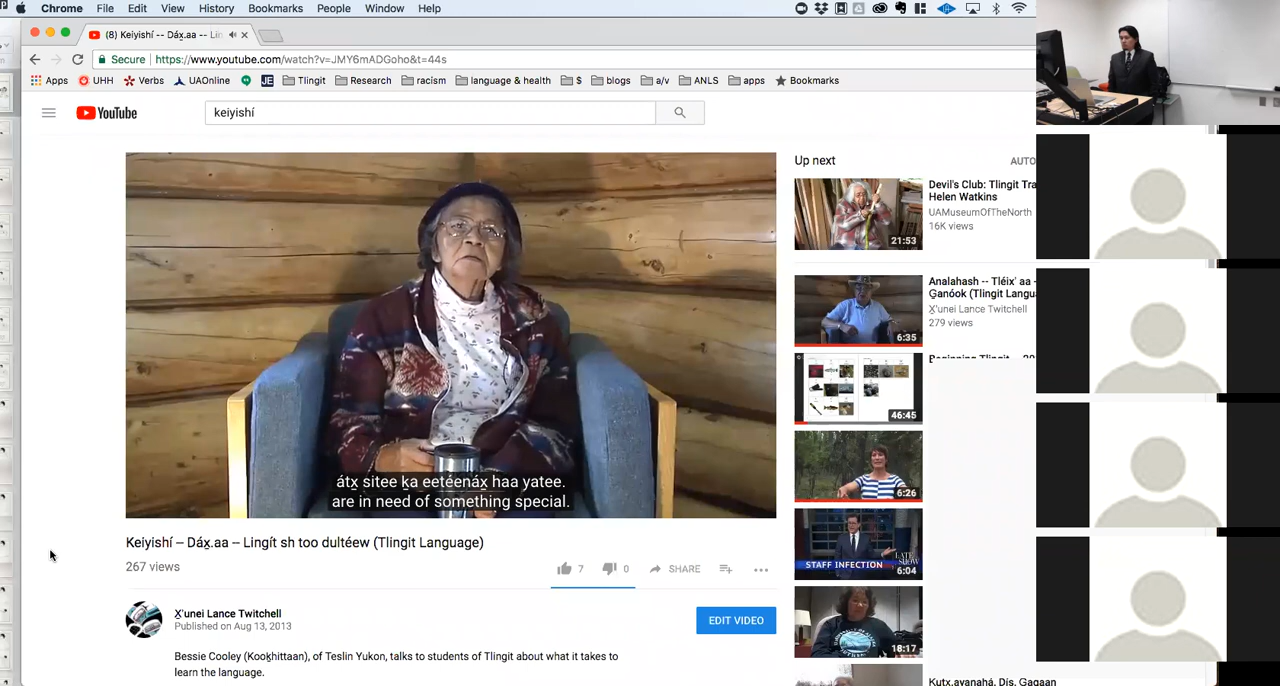 Chrome File Edit View History Bookmarks People Window Help
(8) Keiyishí -- Dáx̱.aa -- Lin
Secure https://www.youtube.com/watch?v=JMY6mADGoho&t=44s
Apps UHH Verbs UAOnline JE Tlingit Research racism language & health $ blogs a/v ANLS apps Bookmarks
YouTube
keiyishí
átx̱ sitee ḵa eetéenáx̱ haa yatee.
are in need of something special.
Keiyishí – Dáx̱.aa – Lingít sh too dultéew (Tlingit Language)
267 views
7 0 SHARE
X̱'unei Lance Twitchell
Published on Aug 13, 2013
EDIT VIDEO
Bessie Cooley (Kooḵhittaan), of Teslin Yukon, talks to students of Tlingit about what it takes to
learn the language.
Up next AUTO
21:53
Devil's Club: Tlingit Tra
Helen Watkins
UAMuseumOfTheNorth
16K views
6:35
Analahash -- Tléix' aa -
G̱anóok (Tlingit Langua
X̱'unei Lance Twitchell
279 views
46:45
6:26
STAFF INFECTION
LATE SHOW
6:04
18:17